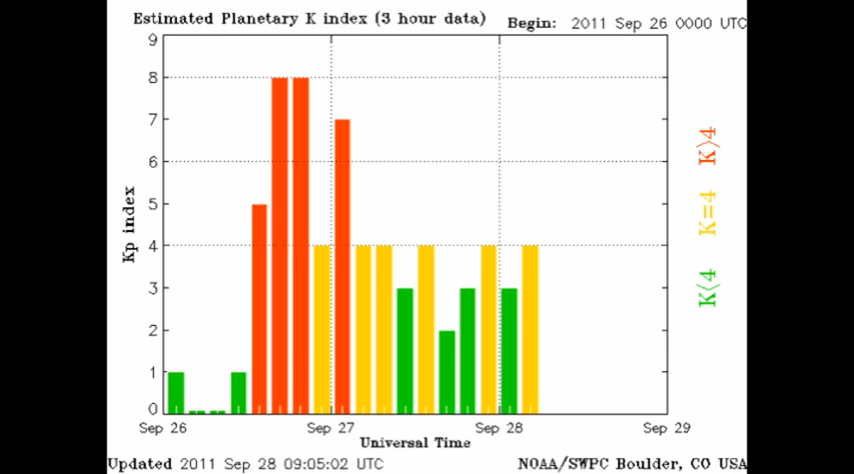 Estimated Planetary K index (3 hour data)
Begin: 2011 Sep 26 0000 UTC
9
8
7
6
5
4
3
2
1
0
Kp index
K>4
K=4
K<4
Sep 26
Sep 27
Sep 28
Sep 29
Universal Time
Updated 2011 Sep 28 09:05:02 UTC
NOAA/SWPC Boulder, CO USA